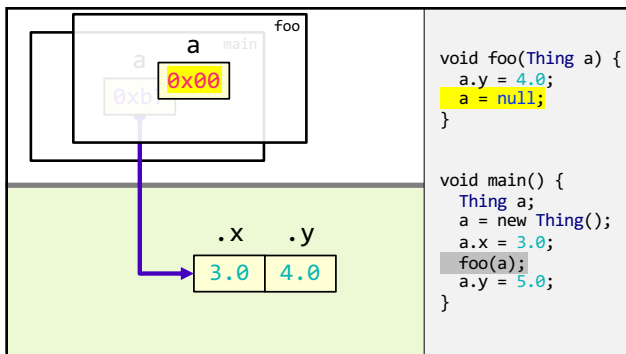 foo
a
main
a
0x00
.x .y
3.0 4.0
void foo(Thing a) {
a.y = 4.0;
a = null;
}
void main() {
Thing a;
a = new Thing();
a.x = 3.0;
foo(a);
a.y = 5.0;
}